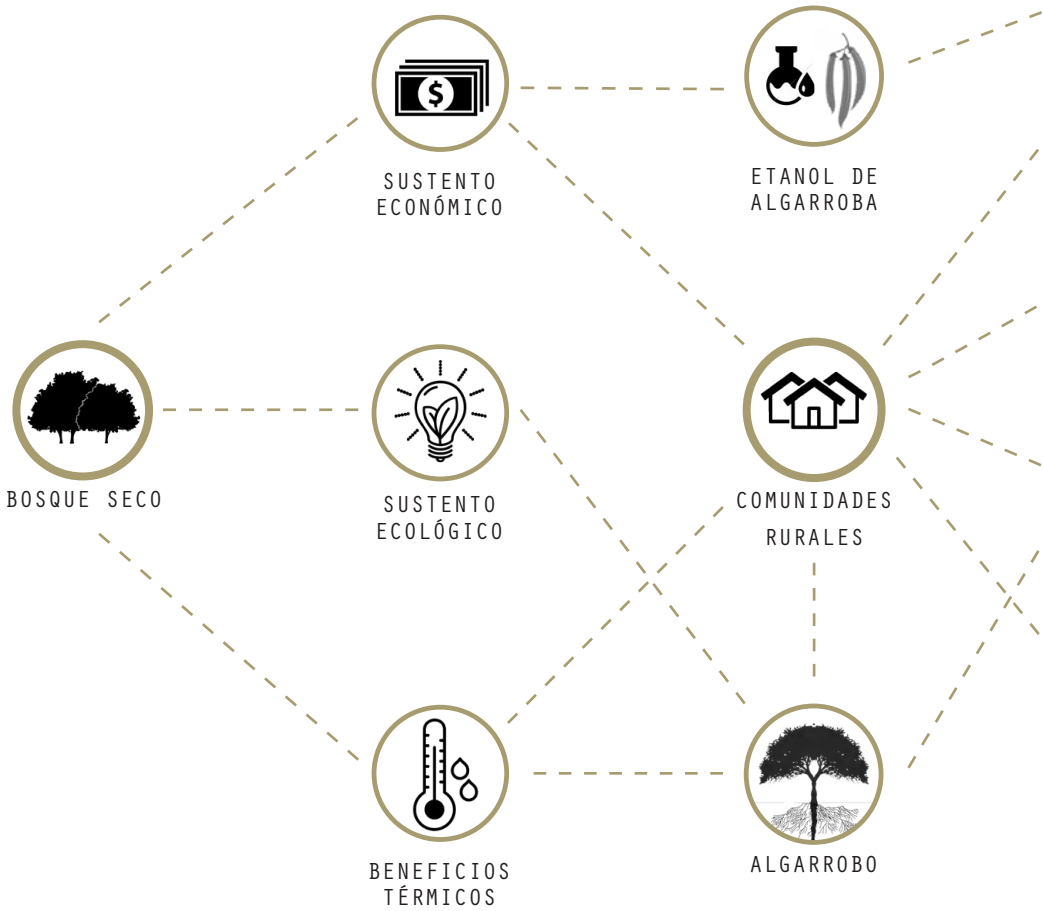 SUSTENTO
ECONÓMICO
ETANOL DE
ALGARROBA
BOSQUE SECO
SUSTENTO
ECOLÓGICO
COMUNIDADES
RURALES
BENEFICIOS
TÉRMICOS
ALGARROBO